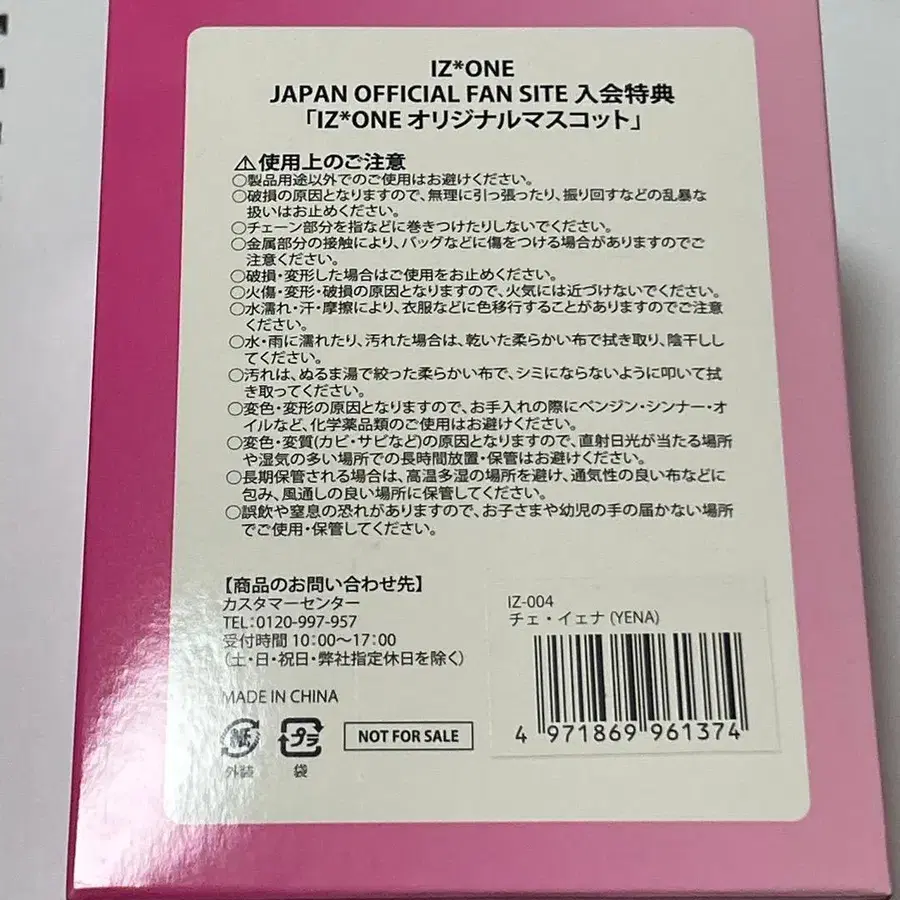 IZ*ONE
JAPAN OFFICIAL FAN SITE 入会特典
「IZ*ONE オリジナルマスコット」
⚠使用上のご注意
○製品用途以外でのご使用はお避けください。
○破損の原因となりますので、無理に引っ張ったり、振り回すなどの乱暴な
扱いはお止めください。
○チェーン部分を指などに巻きつけたりしないでください。
○金属部分の接触により、バッグなどに傷をつける場合がありますのでご
注意ください。
○破損・変形した場合はご使用をお止めください。
○火傷・変形・破損の原因となりますので、火気には近づけないでください。
○水濡れ・汗・摩擦により、衣服などに色移行することがありますのでご注意
ください。
○水・雨に濡れたり、汚れた場合は、乾いた柔らかい布で拭き取り、陰干しし
てください。
○汚れは、ぬるま湯で絞った柔らかい布で、シミにならないように叩いて拭
き取ってください。
○変色・変形の原因となりますので、お手入れの際にベンジン・シンナー・オ
イルなど、化学薬品類のご使用はお避けください。
○変色・変質(カビ・サビなど)の原因となりますので、直射日光が当たる場所
や湿気の多い場所での長時間放置・保管はお避けください。
○長期保管される場合は、高温多湿の場所を避け、通気性の良い布などに
包み、風通しの良い場所に保管してください。
○誤飲や窒息の恐れがありますので、お子さまや幼児の手の届かない場所
でご使用・保管してください。
【商品のお問い合わせ先】
カスタマーセンター
TEL:0120-997-957
受付時間 10:00～17:00
(土・日・祝日・弊社指定休日を除く)
MADE IN CHINA
紙 プラ NOT FOR SALE
外装 袋
IZ-004
チェ・イェナ (YENA)
4 971869 961374